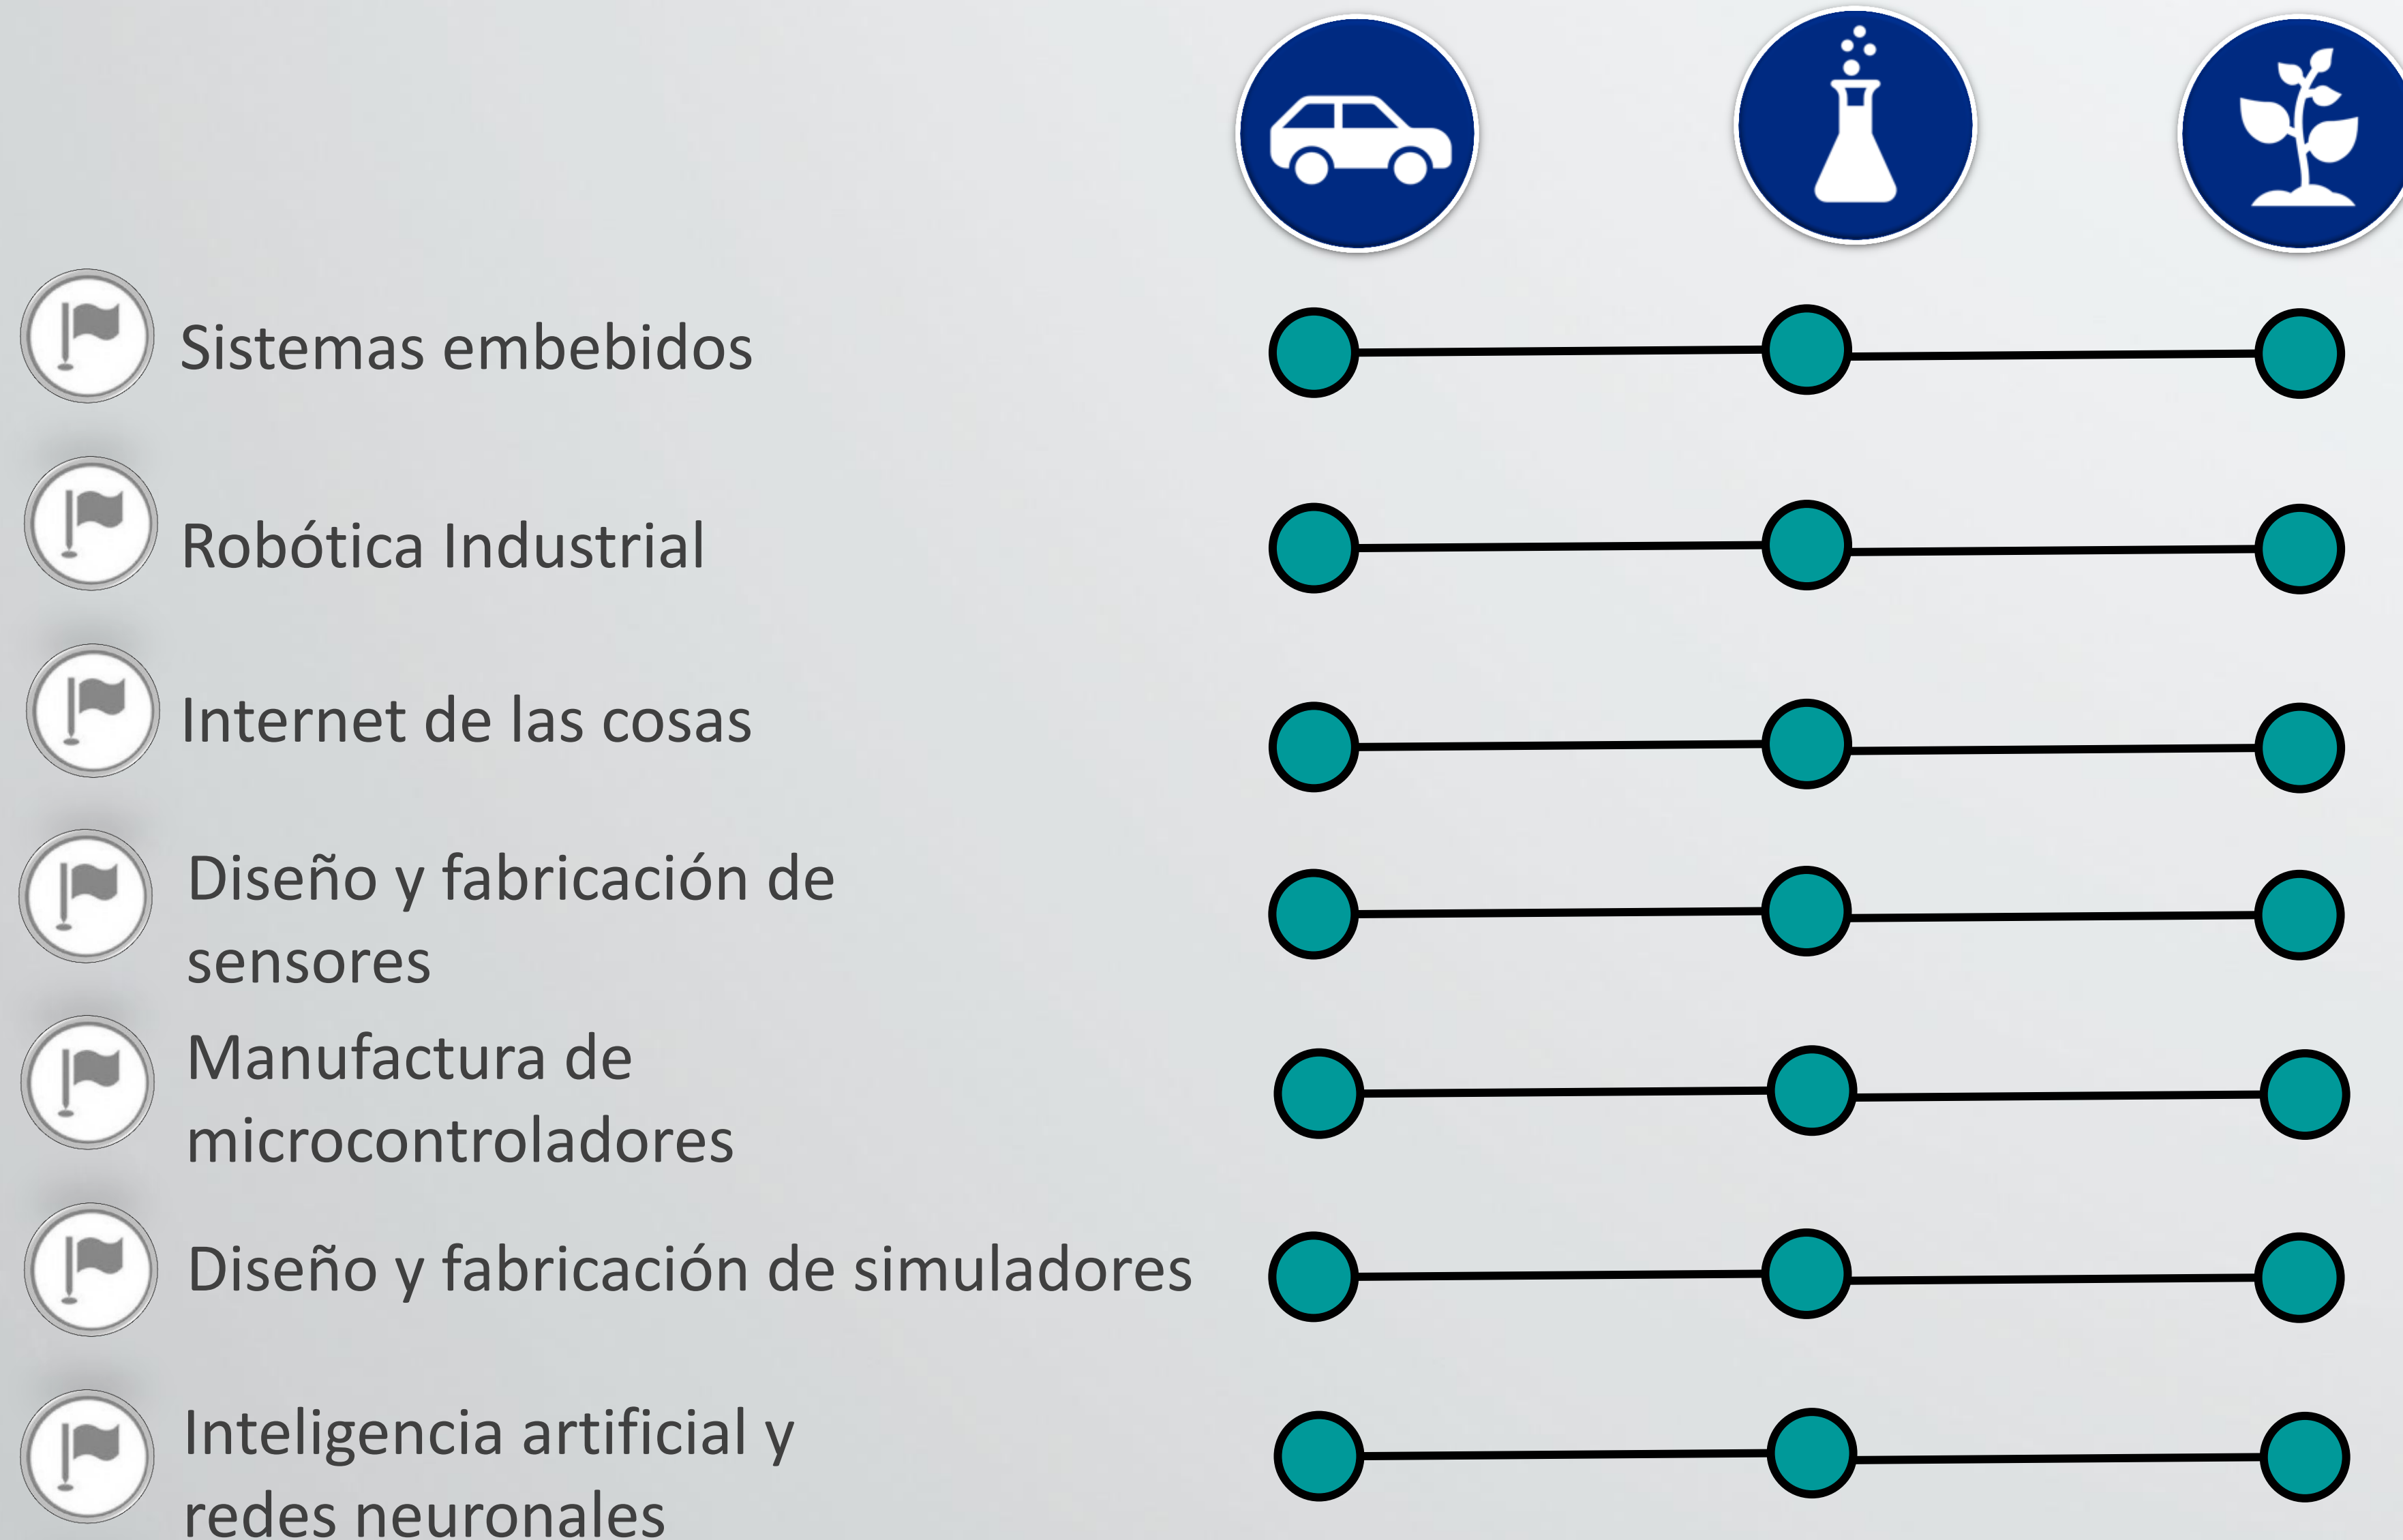 Sistemas embebidos
Robótica Industrial
Internet de las cosas
Diseño y fabricación de
sensores
Manufactura de
microcontroladores
Diseño y fabricación de simuladores
Inteligencia artificial y
redes neuronales